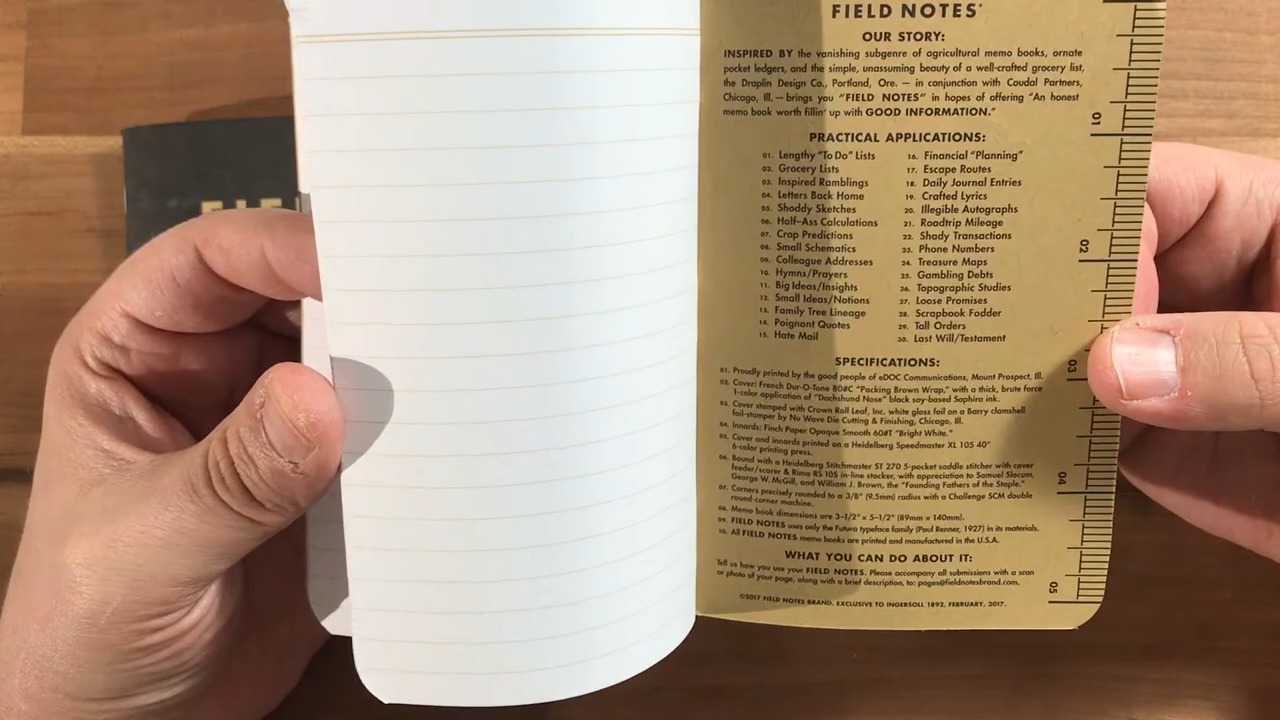 FIELD NOTES®
OUR STORY:
INSPIRED BY the vanishing subgenre of agricultural memo books, ornate
pocket ledgers, and the simple, unassuming beauty of a well-crafted grocery list,
the Draplin Design Co., Portland, Ore. — in conjunction with Coudal Partners,
Chicago, Ill. — brings you "FIELD NOTES" in hopes of offering "An honest
memo book worth fillin' up with GOOD INFORMATION."
PRACTICAL APPLICATIONS:
01. Lengthy "To Do" Lists
02. Grocery Lists
03. Inspired Ramblings
04. Letters Back Home
05. Shoddy Sketches
06. Half-Ass Calculations
07. Crop Predictions
08. Small Schematics
09. Colleague Addresses
10. Hymns/Prayers
11. Big Ideas/Insights
12. Small Ideas/Notions
13. Family Tree Lineage
14. Poignant Quotes
15. Hate Mail
16. Financial "Planning"
17. Escape Routes
18. Daily Journal Entries
19. Crafted Lyrics
20. Illegible Autographs
21. Roadtrip Mileage
22. Shady Transactions
23. Phone Numbers
24. Treasure Maps
25. Gambling Debts
26. Topographic Studies
27. Loose Promises
28. Scrapbook Fodder
29. Tall Orders
30. Last Will/Testament
SPECIFICATIONS:
01. Proudly printed by the good people of eDOC Communications, Mount Prospect, Ill.
02. Cover: French Dur-O-Tone 80#C "Packing Brown Wrap," with a thick, brute force
1-color application of "Dachshund Nose" black soy-based Saphira ink.
03. Cover stamped with Crown Roll Leaf, Inc. white gloss foil on a Barry clamshell
foil-stamper by Nu Wave Die Cutting & Finishing, Chicago, Ill.
04. Innards: Finch Paper Opaque Smooth 60#T "Bright White."
05. Cover and innards printed on a Heidelberg Speedmaster XL 105 40"
6-color printing press.
06. Bound with a Heidelberg Stitchmaster ST 270 5-pocket saddle stitcher with cover
feeder/scorer & Rima RS 10S in-line stacker, with appreciation to Samuel Slocum,
George W. McGill, and William J. Brown, the "Founding Fathers of the Staple."
07. Corners precisely rounded to a 3/8" (9.5mm) radius with a Challenge SCM double
round-corner machine.
08. Memo book dimensions are 3-1/2" x 5-1/2" (89mm x 140mm).
09. FIELD NOTES uses only the Futura typeface family (Paul Renner, 1927) in its materials.
10. All FIELD NOTES memo books are printed and manufactured in the U.S.A.
WHAT YOU CAN DO ABOUT IT:
Tell us how you use your FIELD NOTES. Please accompany all submissions with a scan
or photo of your page, along with a brief description, to: pages@fieldnotesbrand.com.
©2017 FIELD NOTES BRAND. EXCLUSIVE TO INGERSOLL 1892, FEBRUARY, 2017.
01
02
03
04
05